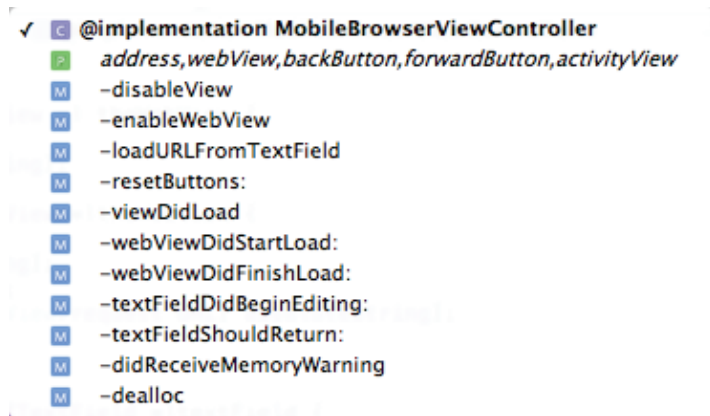 ✓ C @implementation MobileBrowserViewController
P address,webView,backButton,forwardButton,activityView
M -disableView
M -enableWebView
M -loadURLFromTextField
M -resetButtons:
M -viewDidLoad
M -webViewDidStartLoad:
M -webViewDidFinishLoad:
M -textFieldDidBeginEditing:
M -textFieldShouldReturn:
M -didReceiveMemoryWarning
M -dealloc